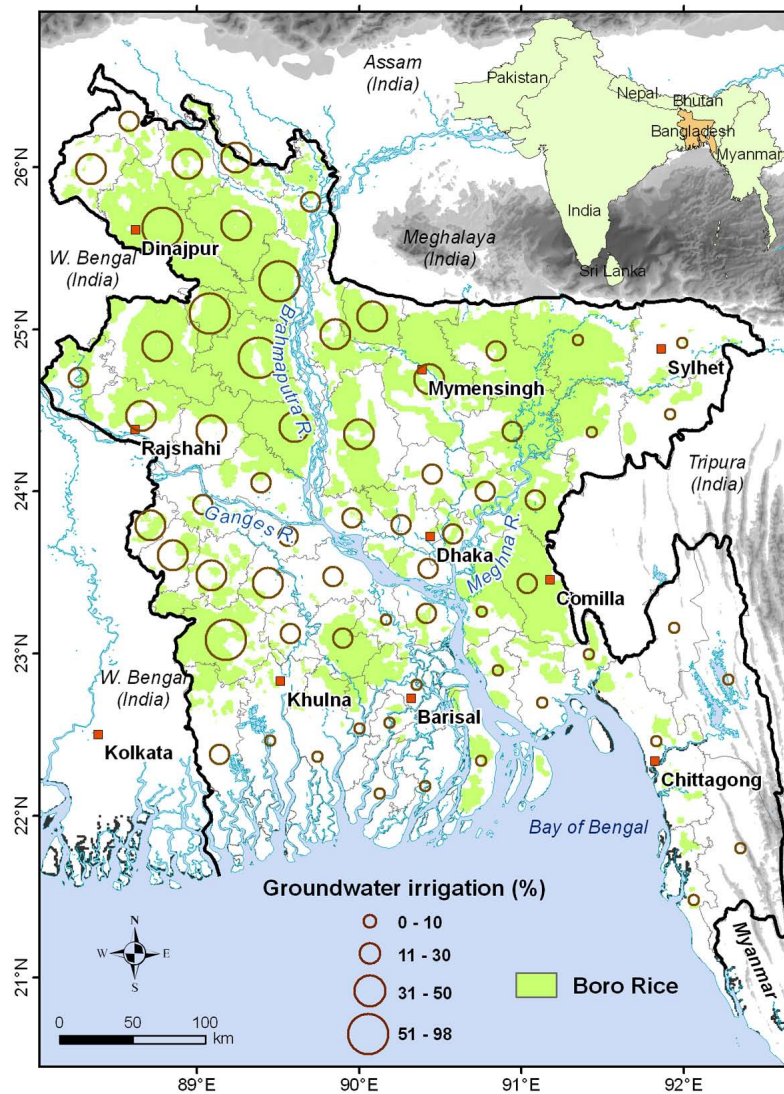 Assam
(India)
Pakistan
Nepal
Bhutan
Bangladesh
Myanmar
India
Sri Lanka
26°N
Dinajpur
W. Bengal
(India)
Meghalaya
(India)
25°N
Brahmaputra R.
Mymensingh
Sylhet
Rajshahi
Tripura
(India)
24°N
Ganges R.
Dhaka
Meghna R.
Comilla
23°N
W. Bengal
(India)
Khulna
Barisal
Kolkata
Chittagong
22°N
Bay of Bengal
Groundwater irrigation (%)
0 - 10
11 - 30
31 - 50
51 - 98
Boro Rice
Myanmar
N
W E
S
21°N
0 50 100
km
89°E 90°E 91°E 92°E